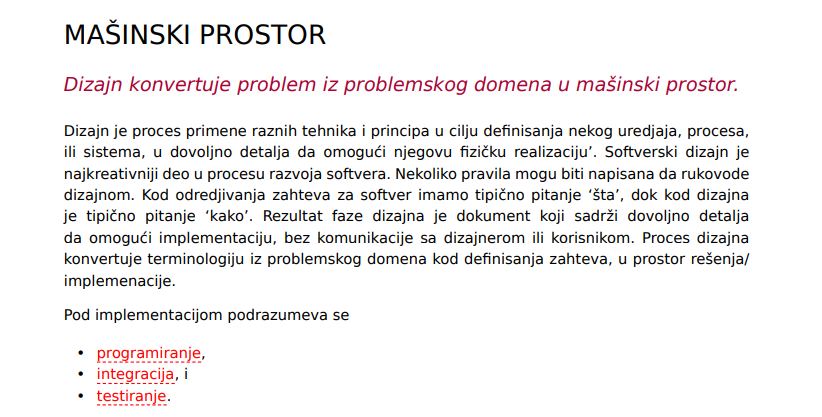 MAŠINSKI PROSTOR
Dizajn konvertuje problem iz problemskog domena u mašinski prostor.
Dizajn je proces primene raznih tehnika i principa u cilju definisanja nekog uredjaja, procesa,
ili sistema, u dovoljno detalja da omogući njegovu fizičku realizaciju’. Softverski dizajn je
najkreativniji deo u procesu razvoja softvera. Nekoliko pravila mogu biti napisana da rukovode
dizajnom. Kod odredjivanja zahteva za softver imamo tipično pitanje ‘šta’, dok kod dizajna
je tipično pitanje ‘kako’. Rezultat faze dizajna je dokument koji sadrži dovoljno detalja
da omogući implementaciju, bez komunikacije sa dizajnerom ili korisnikom. Proces dizajna
konvertuje terminologiju iz problemskog domena kod definisanja zahteva, u prostor rešenja/
implemenacije.
Pod implementacijom podrazumeva se
• programiranje,
• integracija, i
• testiranje.